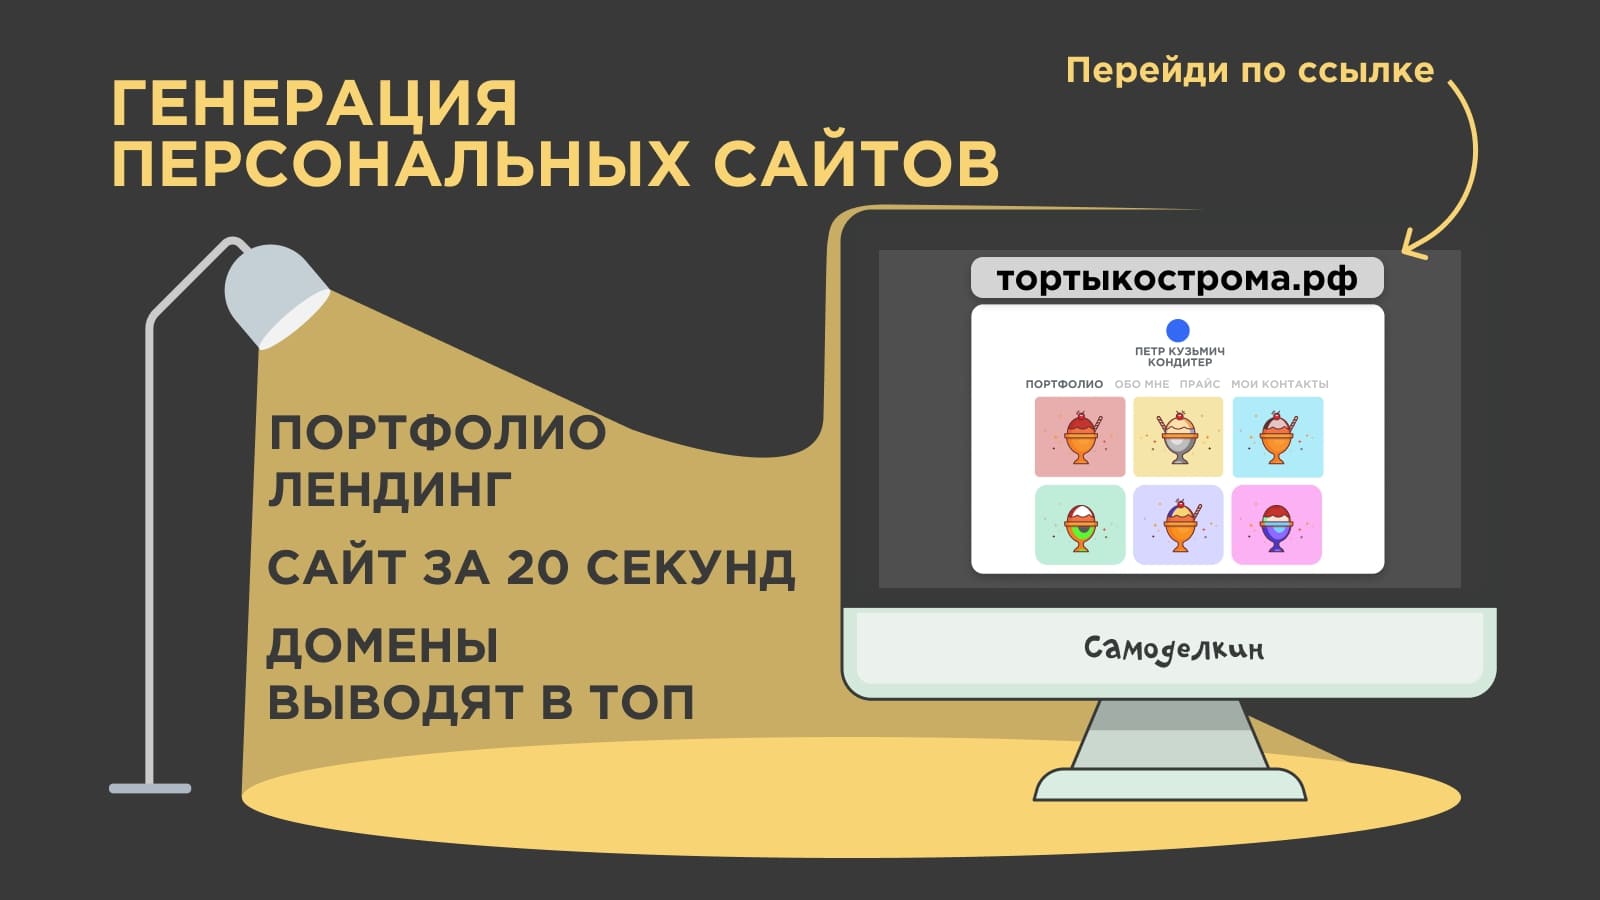 ГЕНЕРАЦИЯ
ПЕРСОНАЛЬНЫХ САЙТОВ
Перейди по ссылке
ПОРТФОЛИО
ЛЕНДИНГ
САЙТ ЗА 20 СЕКУНД
ДОМЕНЫ
ВЫВОДЯТ В ТОП
тортыкострома.рф
ПЕТР КУЗЬМИЧ
КОНДИТЕР
ПОРТФОЛИО ОБО МНЕ ПРАЙС МОИ КОНТАКТЫ
Самоделкин